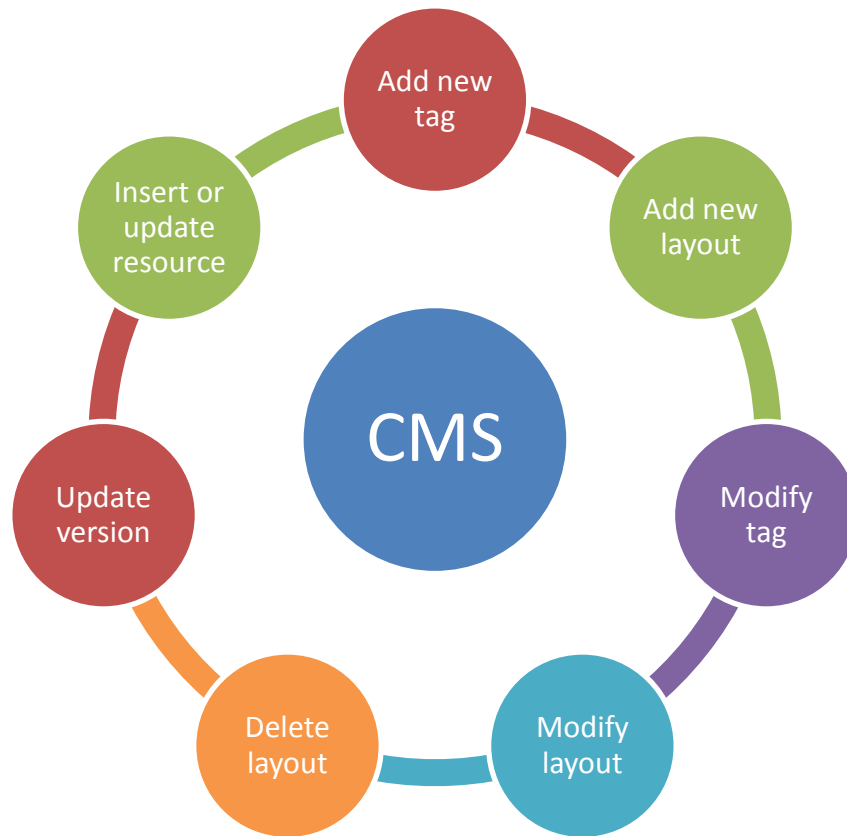 Add new
tag
Add new
layout
Modify
tag
Modify
layout
Delete
layout
Update
version
Insert or
update
resource
CMS